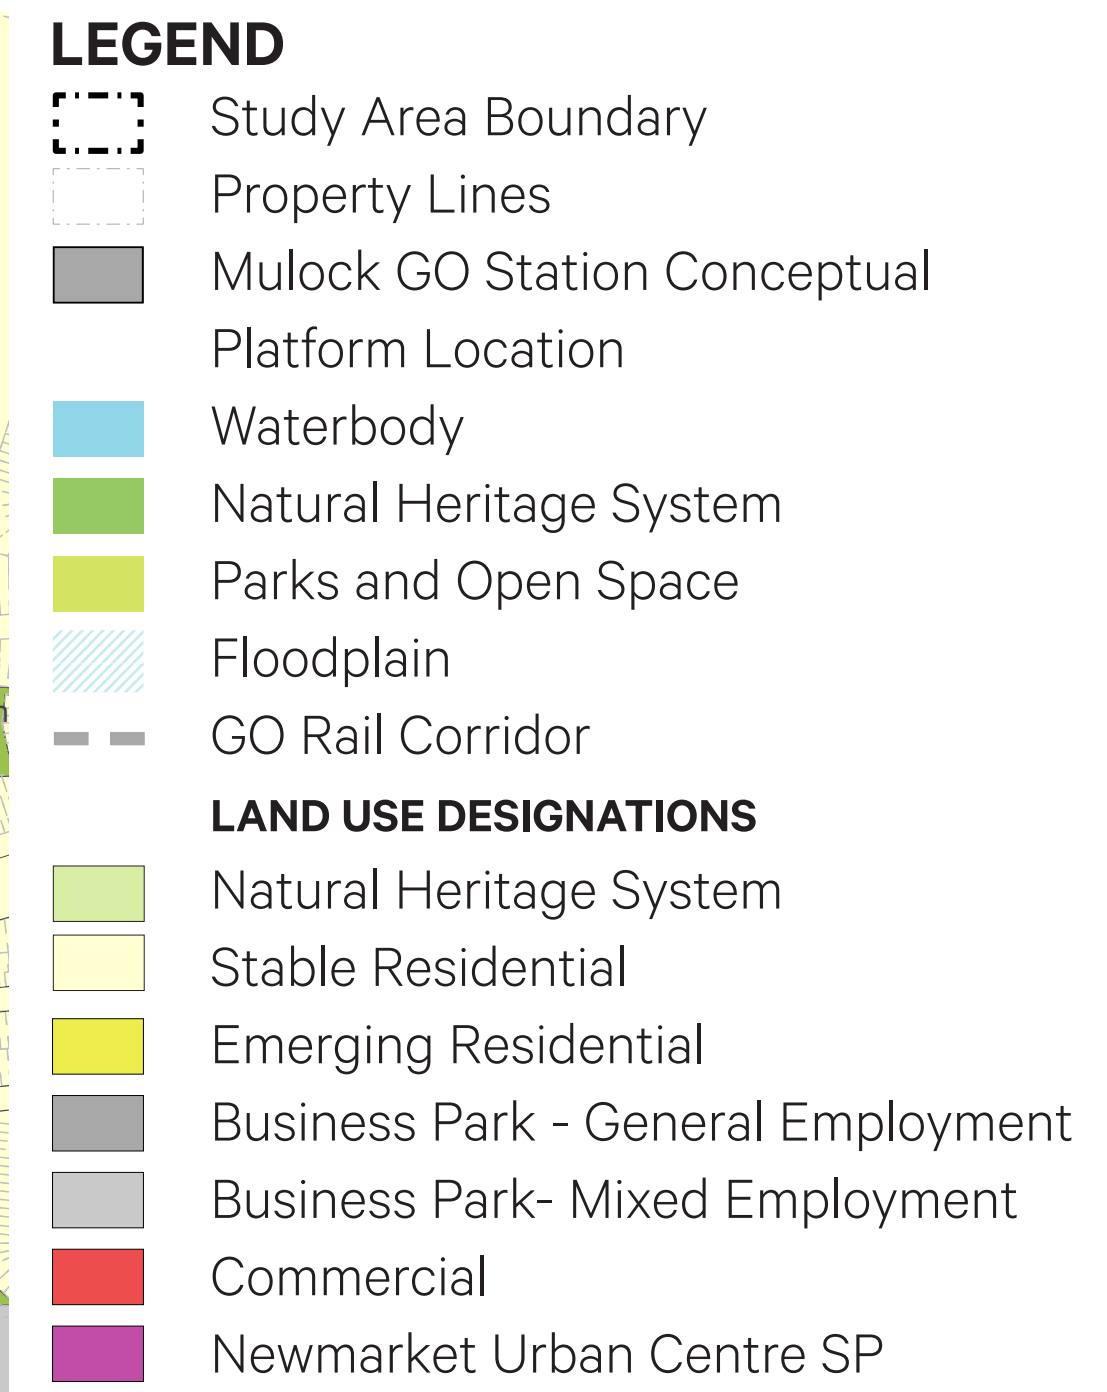 LEGEND
Study Area Boundary
Property Lines
Mulock GO Station Conceptual
Platform Location
Waterbody
Natural Heritage System
Parks and Open Space
Floodplain
GO Rail Corridor
LAND USE DESIGNATIONS
Natural Heritage System
Stable Residential
Emerging Residential
Business Park - General Employment
Business Park- Mixed Employment
Commercial
Newmarket Urban Centre SP